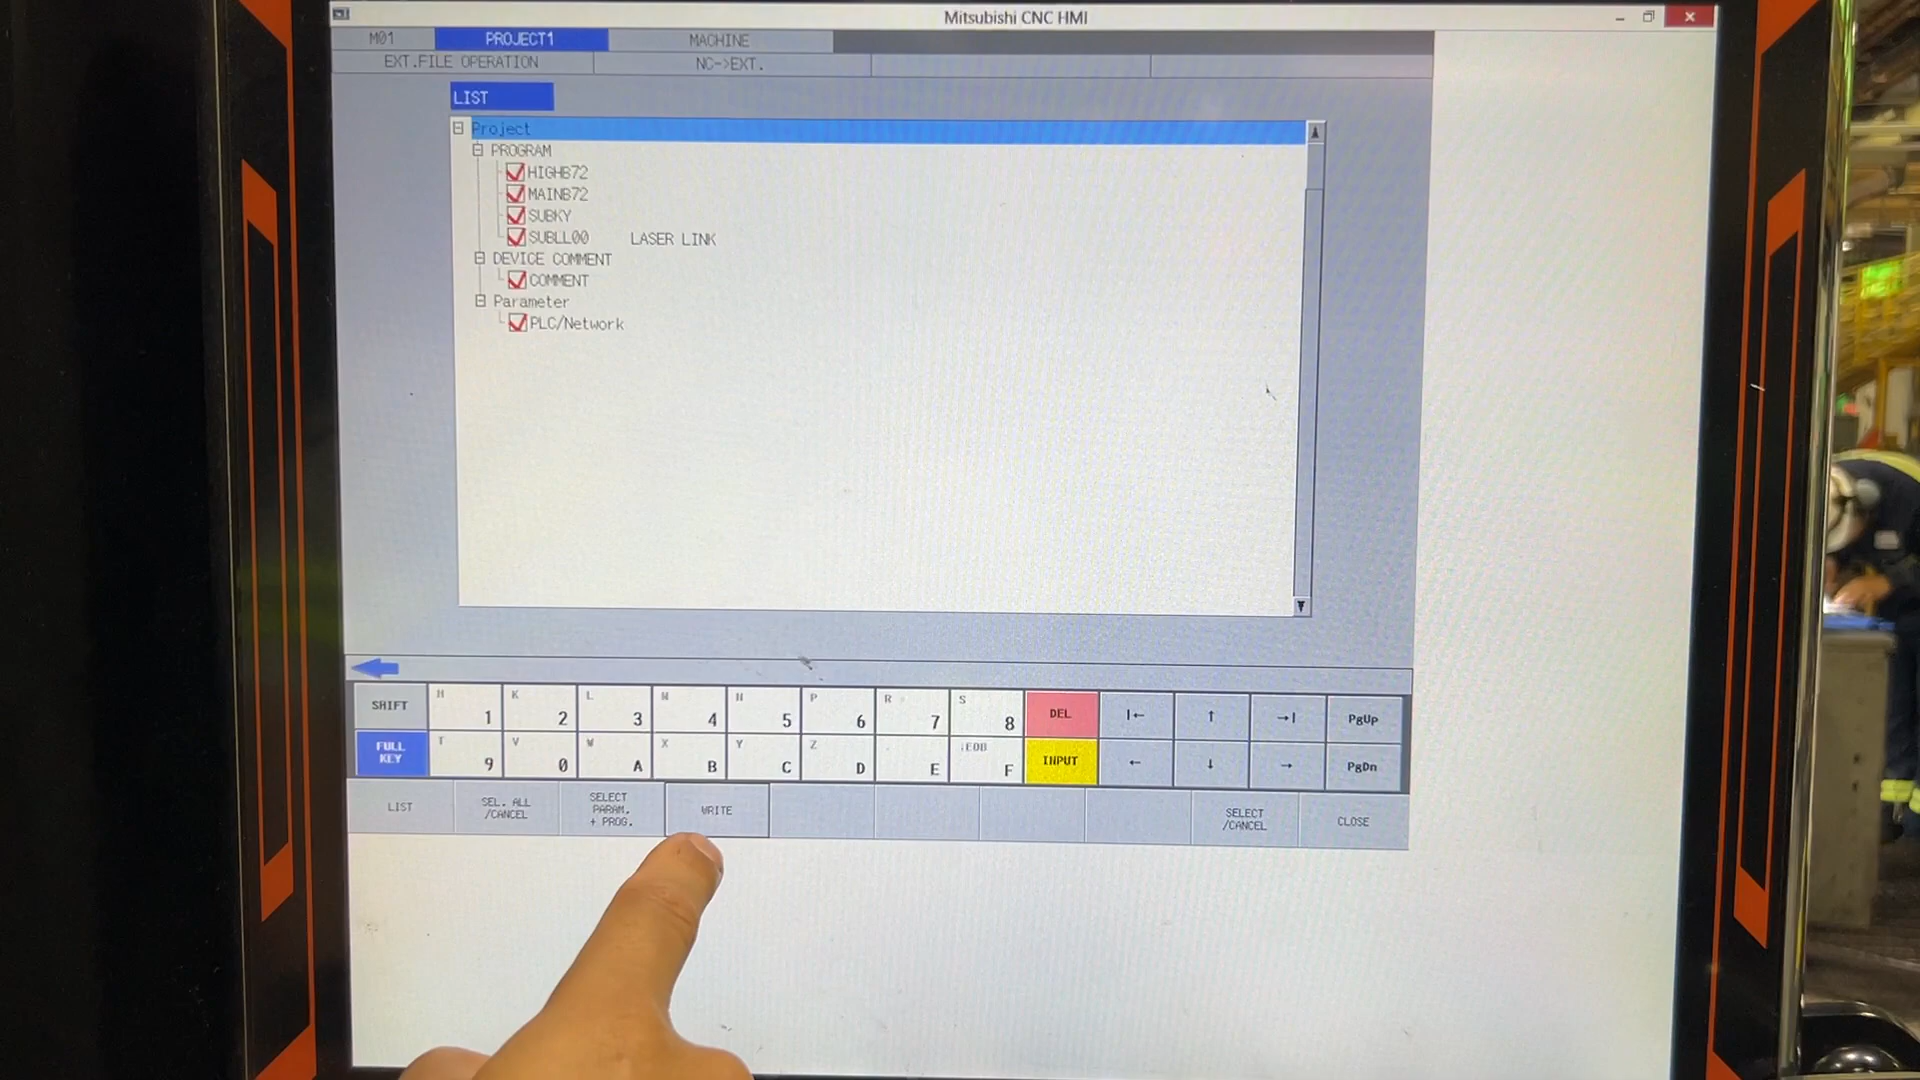 Mitsubishi CNC HMI
M01 PROJECT1 MACHINE
EXT.FILE OPERATION NC->EXT.
LIST
Project
PROGRAM
HIGHB72
MAINB72
SUBKY
SUBLL00 LASER LINK
DEVICE COMMENT
COMMENT
Parameter
PLC/Network
SHIFT H 1 K 2 L 3 M 4 N 5 P 6 R 7 S 8 DEL |← ↑ →| PgUp
FULL KEY T 9 V 0 W A X B Y C Z D E ;EOB F INPUT ← ↓ → PgDn
LIST
SEL. ALL
/CANCEL
SELECT
PARAM.
+ PROG.
WRITE
SELECT
/CANCEL
CLOSE